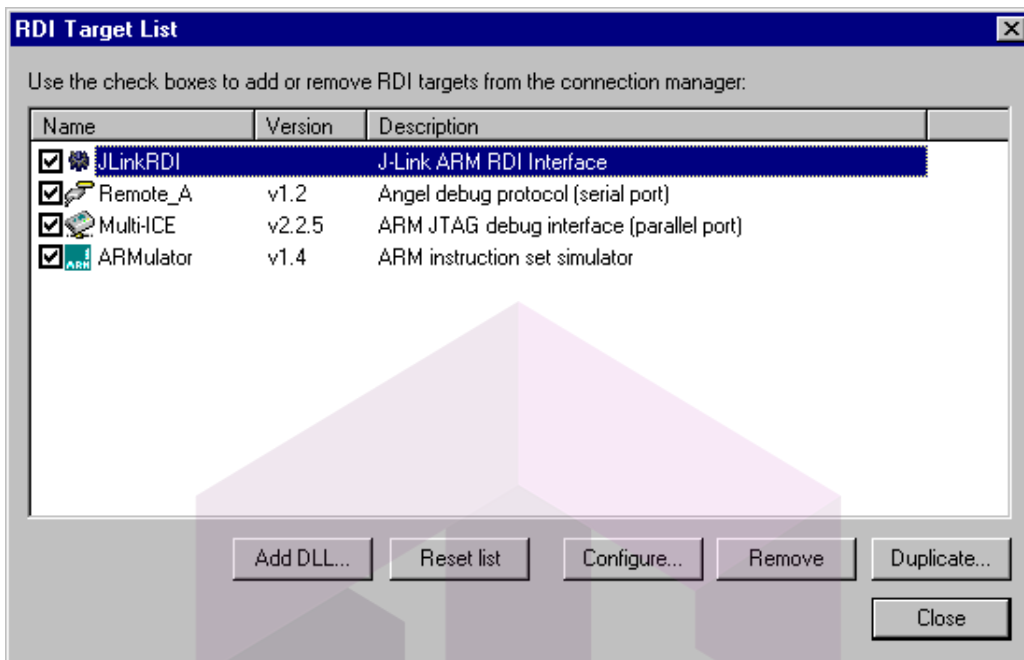 RDI Target List
Use the check boxes to add or remove RDI targets from the connection manager:
Name Version Description
JLinkRDI J-Link ARM RDI Interface
Remote_A v1.2 Angel debug protocol (serial port)
Multi-ICE v2.2.5 ARM JTAG debug interface (parallel port)
ARM ARMulator v1.4 ARM instruction set simulator
Add DLL... Reset list Configure... Remove Duplicate...
Close